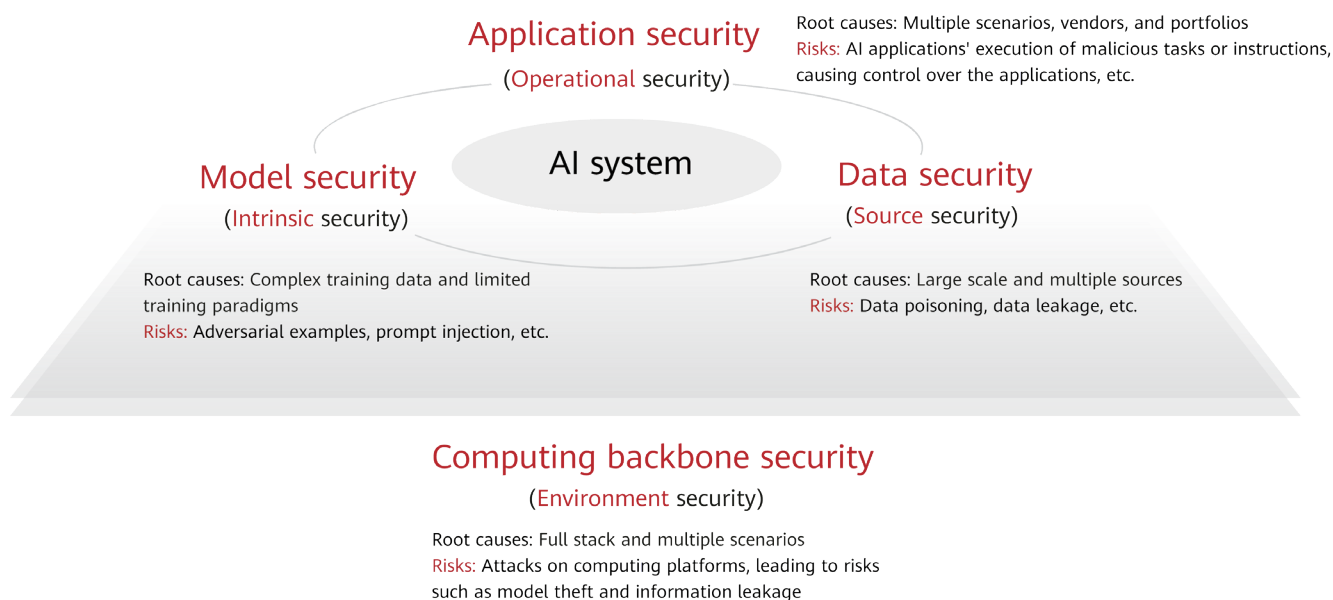 Application security
(Operational security)
Root causes: Multiple scenarios, vendors, and portfolios
Risks: AI applications' execution of malicious tasks or instructions,
causing control over the applications, etc.
AI system
Model security
(Intrinsic security)
Root causes: Complex training data and limited
training paradigms
Risks: Adversarial examples, prompt injection, etc.
Data security
(Source security)
Root causes: Large scale and multiple sources
Risks: Data poisoning, data leakage, etc.
Computing backbone security
(Environment security)
Root causes: Full stack and multiple scenarios
Risks: Attacks on computing platforms, leading to risks
such as model theft and information leakage